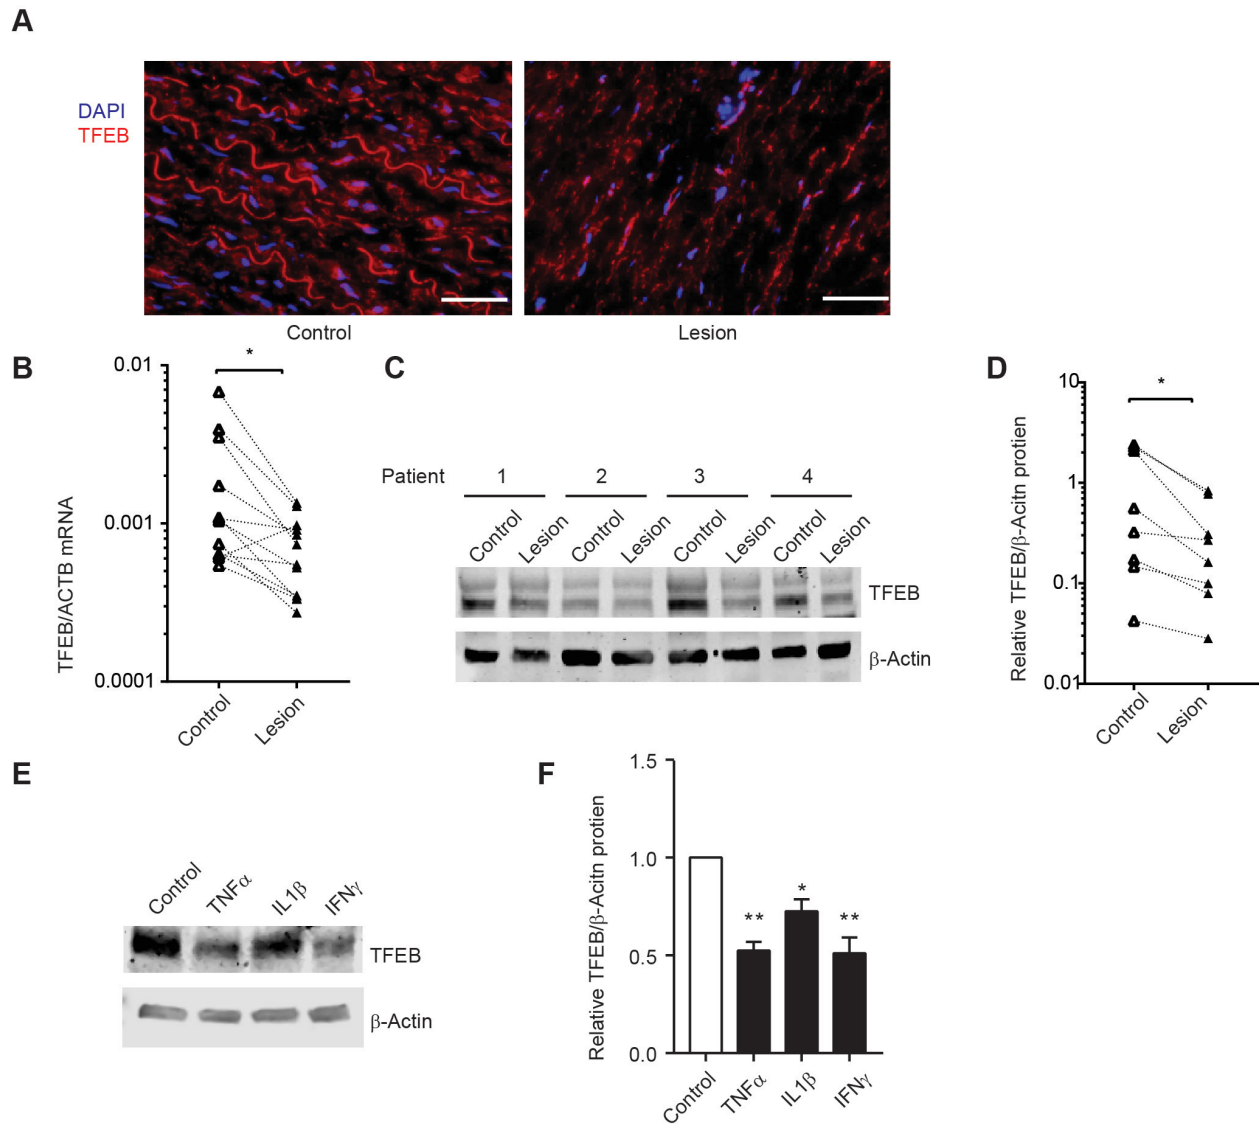 A
DAPI
TFEB
Control
Lesion
B
*
0.01
0.001
0.0001
TFEB/ACTB mRNA
Control
Lesion
C
Patient
1
2
3
4
Control
Lesion
Control
Lesion
Control
Lesion
Control
Lesion
TFEB
β-Actin
D
*
10
1
0.1
0.01
Relative TFEB/β-Acitn protien
Control
Lesion
E
Control
TNFα
IL1β
IFNγ
TFEB
β-Actin
F
1.5
1.0
0.5
0.0
Relative TFEB/β-Acitn protien
**
*
**
Control
TNFα
IL1β
IFNγ